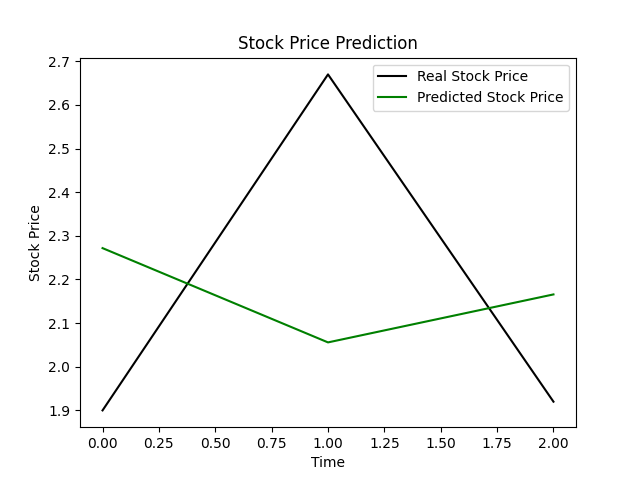 Stock Price Prediction
Real Stock Price
Predicted Stock Price
Stock Price
2.7
2.6
2.5
2.4
2.3
2.2
2.1
2.0
1.9
0.00 0.25 0.50 0.75 1.00 1.25 1.50 1.75 2.00
Time